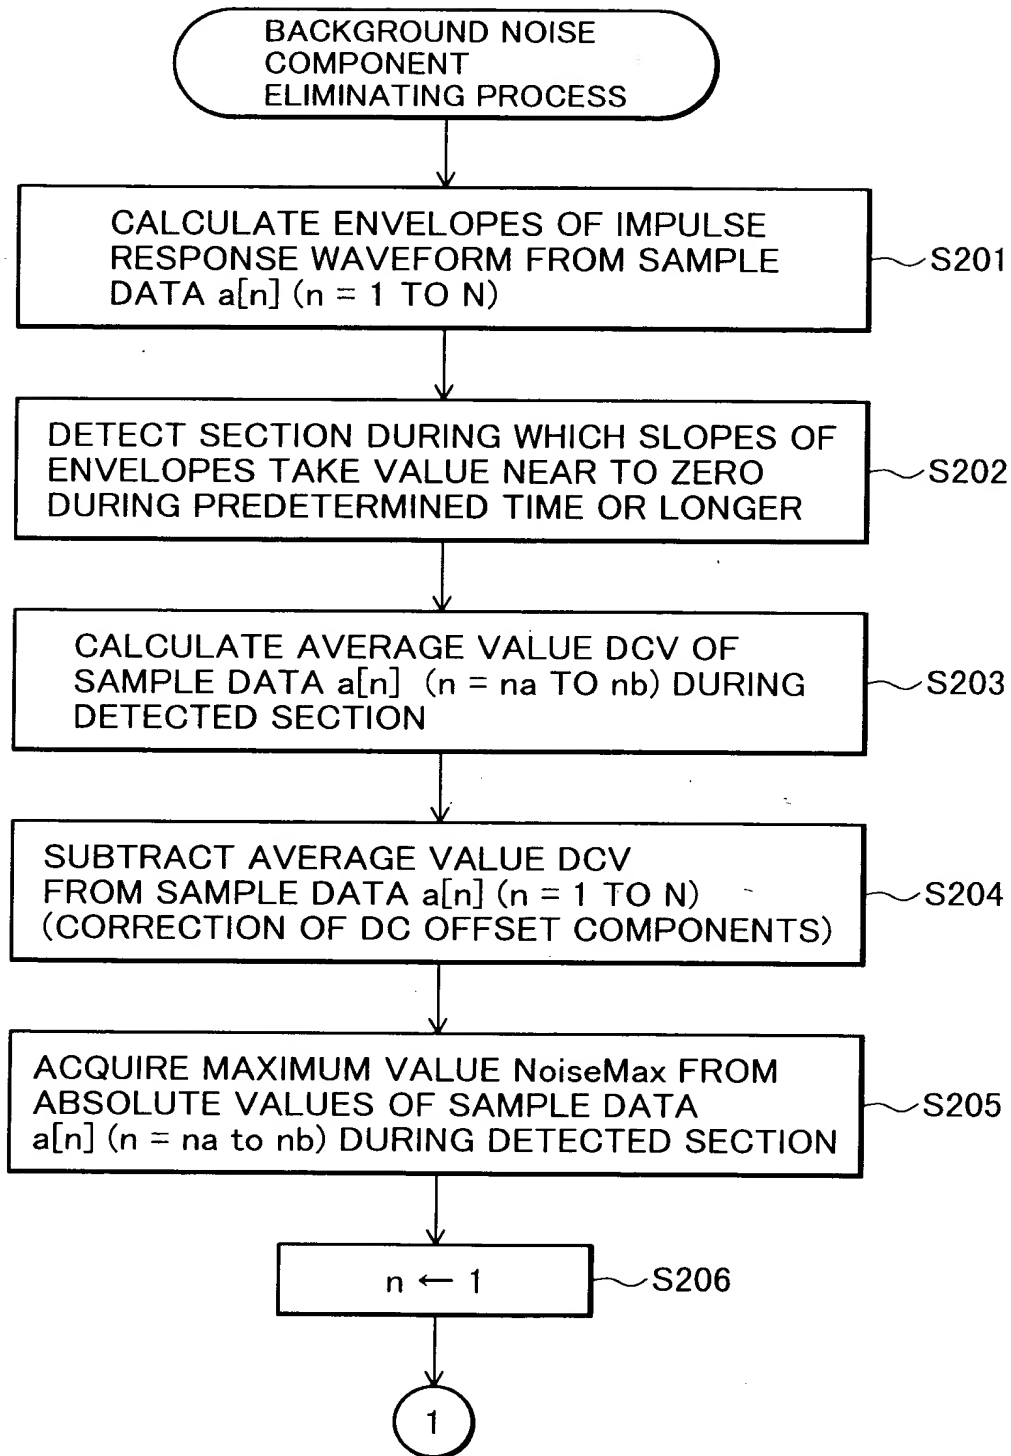 BACKGROUND NOISE
COMPONENT
ELIMINATING PROCESS
CALCULATE ENVELOPES OF IMPULSE
RESPONSE WAVEFORM FROM SAMPLE
DATA a[n] (n = 1 TO N)
S201
DETECT SECTION DURING WHICH SLOPES OF
ENVELOPES TAKE VALUE NEAR TO ZERO
DURING PREDETERMINED TIME OR LONGER
S202
CALCULATE AVERAGE VALUE DCV OF
SAMPLE DATA a[n] (n = na TO nb) DURING
DETECTED SECTION
S203
SUBTRACT AVERAGE VALUE DCV
FROM SAMPLE DATA a[n] (n = 1 TO N)
(CORRECTION OF DC OFFSET COMPONENTS)
S204
ACQUIRE MAXIMUM VALUE NoiseMax FROM
ABSOLUTE VALUES OF SAMPLE DATA
a[n] (n = na to nb) DURING DETECTED SECTION
S205
n ← 1
S206
1